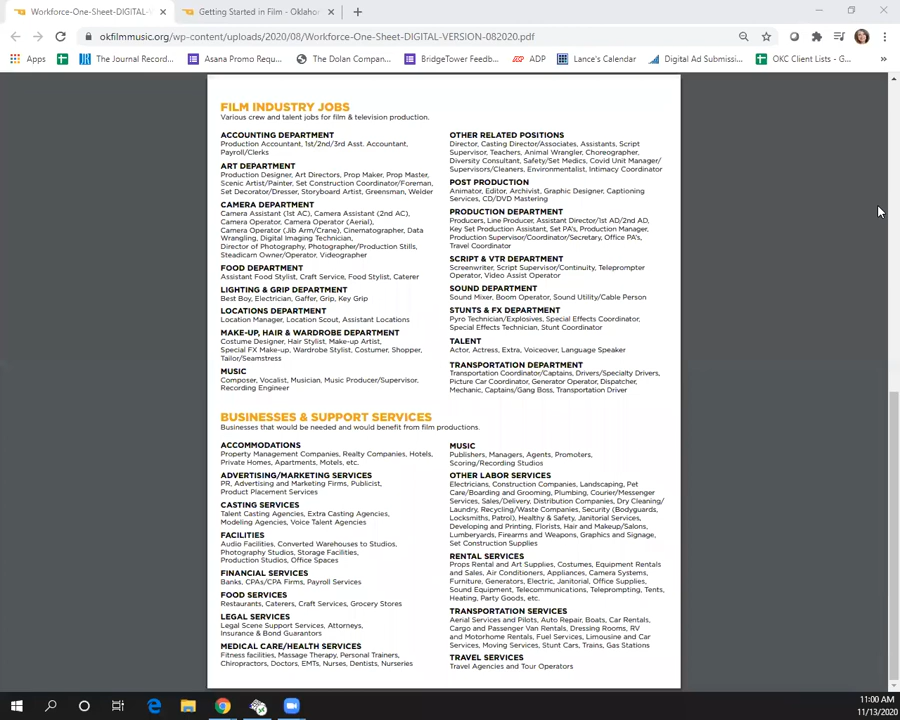 Workforce-One-Sheet-DIGITAL-V
Getting Started in Film - Oklahom
okfilmmusic.org/wp-content/uploads/2020/08/Workforce-One-Sheet-DIGITAL-VERSION-082020.pdf
Apps
The Journal Record...
Asana Promo Requ...
The Dolan Compan...
BridgeTower Feedb...
ADP
Lance's Calendar
Digital Ad Submissi...
OKC Client Lists - G...
FILM INDUSTRY JOBS
Various crew and talent jobs for film & television production.
ACCOUNTING DEPARTMENT
Production Accountant, 1st/2nd/3rd Asst. Accountant,
Payroll/Clerks
ART DEPARTMENT
Production Designer, Art Directors, Prop Maker, Prop Master,
Scenic Artist/Painter, Set Construction Coordinator/Foreman,
Set Decorator/Dresser, Storyboard Artist, Greensman, Welder
CAMERA DEPARTMENT
Camera Assistant (1st AC), Camera Assistant (2nd AC),
Camera Operator, Camera Operator (Aerial),
Camera Operator (Jib Arm/Crane), Cinematographer, Data
Wrangling, Digital Imaging Technician,
Director of Photography, Photographer/Production Stills,
Steadicam Owner/Operator, Videographer
FOOD DEPARTMENT
Assistant Food Stylist, Craft Service, Food Stylist, Caterer
LIGHTING & GRIP DEPARTMENT
Best Boy, Electrician, Gaffer, Grip, Key Grip
LOCATIONS DEPARTMENT
Location Manager, Location Scout, Assistant Locations
MAKE-UP, HAIR & WARDROBE DEPARTMENT
Costume Designer, Hair Stylist, Make-up Artist,
Special FX Make-up, Wardrobe Stylist, Costumer, Shopper,
Tailor/Seamstress
MUSIC
Composer, Vocalist, Musician, Music Producer/Supervisor,
Recording Engineer
OTHER RELATED POSITIONS
Director, Casting Director/Associates, Assistants, Script
Supervisor, Teachers, Animal Wrangler, Choreographer,
Diversity Consultant, Safety/Set Medics, Covid Unit Manager/
Supervisors/Cleaners, Environmentalist, Intimacy Coordinator
POST PRODUCTION
Animator, Editor, Archivist, Graphic Designer, Captioning
Services, CD/DVD Mastering
PRODUCTION DEPARTMENT
Producers, Line Producer, Assistant Director/1st AD/2nd AD,
Key Set Production Assistant, Set PA's, Production Manager,
Production Supervisor/Coordinator/Secretary, Office PA's,
Travel Coordinator
SCRIPT & VTR DEPARTMENT
Screenwriter, Script Supervisor/Continuity, Teleprompter
Operator, Video Assist Operator
SOUND DEPARTMENT
Sound Mixer, Boom Operator, Sound Utility/Cable Person
STUNTS & FX DEPARTMENT
Pyro Technician/Explosives, Special Effects Coordinator,
Special Effects Technician, Stunt Coordinator
TALENT
Actor, Actress, Extra, Voiceover, Language Speaker
TRANSPORTATION DEPARTMENT
Transportation Coordinator/Captains, Drivers/Specialty Drivers,
Picture Car Coordinator, Generator Operator, Dispatcher,
Mechanic, Captains/Gang Boss, Transportation Driver
BUSINESSES & SUPPORT SERVICES
Businesses that would be needed and would benefit from film productions.
ACCOMMODATIONS
Property Management Companies, Realty Companies, Hotels,
Private Homes, Apartments, Motels, etc.
ADVERTISING/MARKETING SERVICES
PR, Advertising and Marketing Firms, Publicist,
Product Placement Services
CASTING SERVICES
Talent Casting Agencies, Extra Casting Agencies,
Modeling Agencies, Voice Talent Agencies
FACILITIES
Audio Facilities, Converted Warehouses to Studios,
Photography Studios, Storage Facilities,
Production Studios, Office Spaces
FINANCIAL SERVICES
Banks, CPAs/CPA Firms, Payroll Services
FOOD SERVICES
Restaurants, Caterers, Craft Services, Grocery Stores
LEGAL SERVICES
Legal Scene Support Services, Attorneys,
Insurance & Bond Guarantors
MEDICAL CARE/HEALTH SERVICES
Fitness facilities, Massage Therapy, Personal Trainers,
Chiropractors, Doctors, EMTs, Nurses, Dentists, Nurseries
MUSIC
Publishers, Managers, Agents, Promoters,
Scoring/Recording Studios
OTHER LABOR SERVICES
Electricians, Construction Companies, Landscaping, Pet
Care/Boarding and Grooming, Plumbing, Courier/Messenger
Services, Sales/Delivery, Distribution Companies, Dry Cleaning/
Laundry, Recycling/Waste Companies, Security (Bodyguards,
Locksmiths, Patrol), Healthy & Safety, Janitorial Services,
Developing and Printing, Florists, Hair and Makeup/Salons,
Lumberyards, Firearms and Weapons, Graphics and Signage,
Set Construction Supplies
RENTAL SERVICES
Props Rental and Art Supplies, Costumes, Equipment Rentals
and Sales, Air Conditioners, Appliances, Camera Systems,
Furniture, Generators, Electric, Janitorial, Office Supplies,
Sound Equipment, Telecommunications, Teleprompting, Tents,
Heating, Party Goods, etc.
TRANSPORTATION SERVICES
Aerial Services and Pilots, Auto Repair, Boats, Car Rentals,
Cargo and Passenger Van Rentals, Dressing Rooms, RV
and Motorhome Rentals, Fuel Services, Limousine and Car
Services, Moving Services, Stunt Cars, Trains, Gas Stations
TRAVEL SERVICES
Travel Agencies and Tour Operators
11:00 AM
11/13/2020